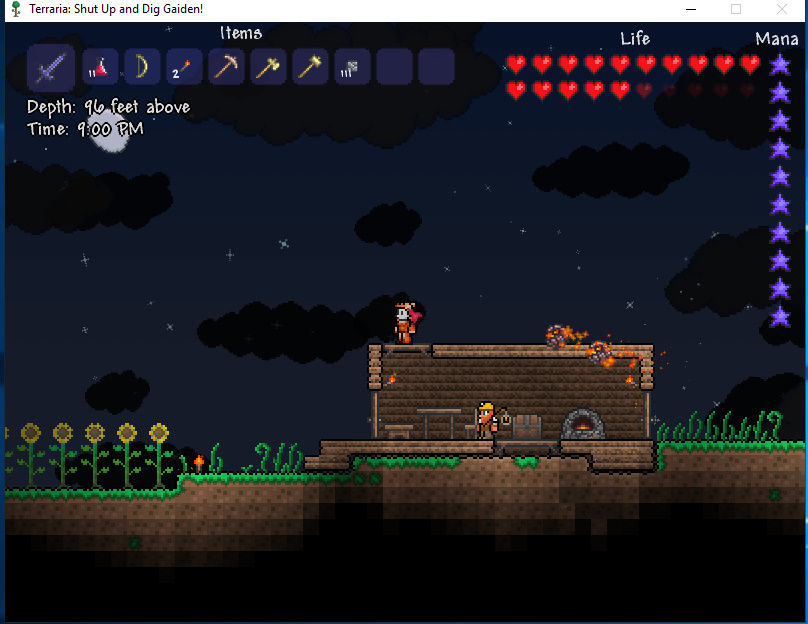 Terraria: Shut Up and Dig Gaiden!
Items
Life
Mana
11
2
111
Depth: 96 feet above
Time: 9:00 PM